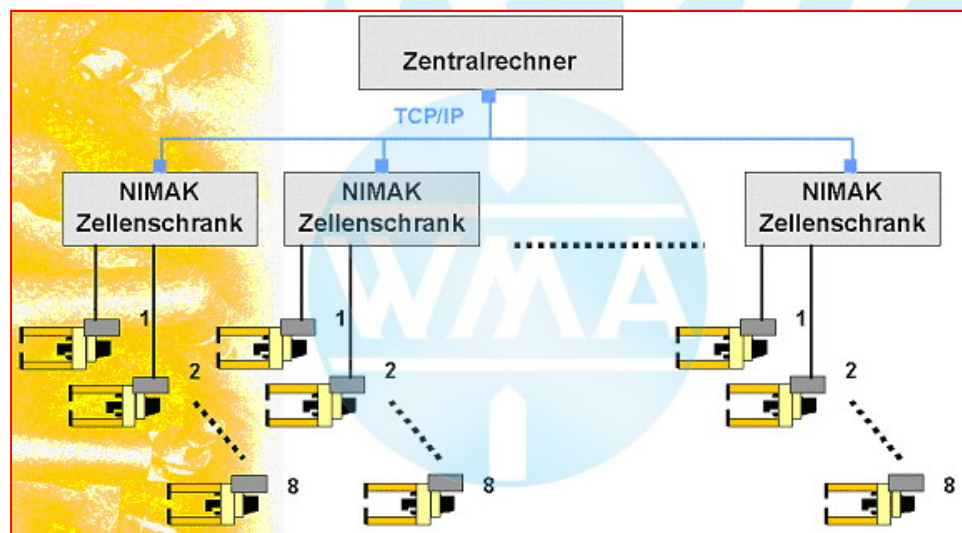 Zentralrechner
TCP/IP
NIMAK
Zellenschrank
NIMAK
Zellenschrank
NIMAK
Zellenschrank
WMA
1
1
1
2
2
2
8
8
8